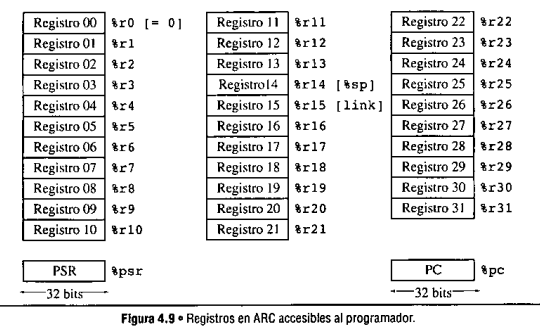 Registro 00 %r0 [= 0]
Registro 01 %r1
Registro 02 %r2
Registro 03 %r3
Registro 04 %r4
Registro 05 %r5
Registro 06 %r6
Registro 07 %r7
Registro 08 %r8
Registro 09 %r9
Registro 10 %r10
Registro 11 %r11
Registro 12 %r12
Registro 13 %r13
Registro14 %r14 [%sp]
Registro 15 %r15 [link]
Registro 16 %r16
Registro 17 %r17
Registro 18 %r18
Registro 19 %r19
Registro 20 %r20
Registro 21 %r21
Registro 22 %r22
Registro 23 %r23
Registro 24 %r24
Registro 25 %r25
Registro 26 %r26
Registro 27 %r27
Registro 28 %r28
Registro 29 %r29
Registro 30 %r30
Registro 31 %r31
PSR %psr
32 bits
PC %pc
32 bits
Figura 4.9 • Registros en ARC accesibles al programador.